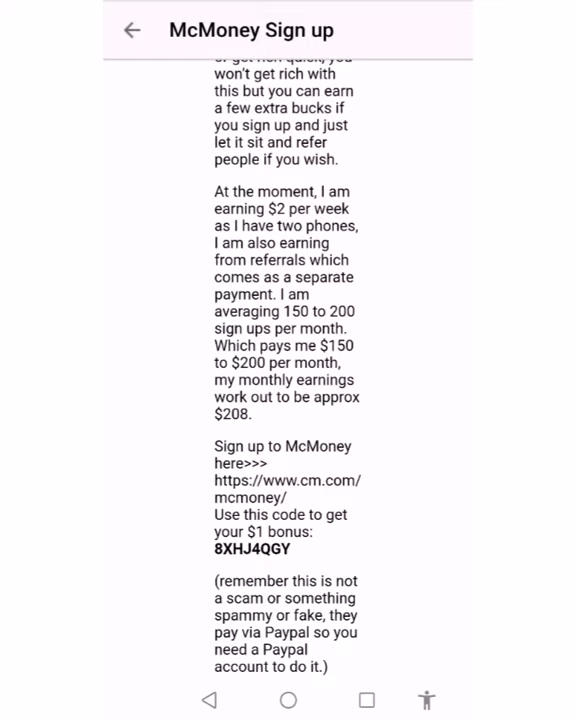 McMoney Sign up
won't get rich with
this but you can earn
a few extra bucks if
you sign up and just
let it sit and refer
people if you wish.
At the moment, I am
earning $2 per week
as I have two phones,
I am also earning
from referrals which
comes as a separate
payment. I am
averaging 150 to 200
sign ups per month.
Which pays me $150
to $200 per month,
my monthly earnings
work out to be approx
$208.
Sign up to McMoney
here>>>
https://www.cm.com/
mcmoney/
Use this code to get
your $1 bonus:
8XHJ4QGY
(remember this is not
a scam or something
spammy or fake, they
pay via Paypal so you
need a Paypal
account to do it.)